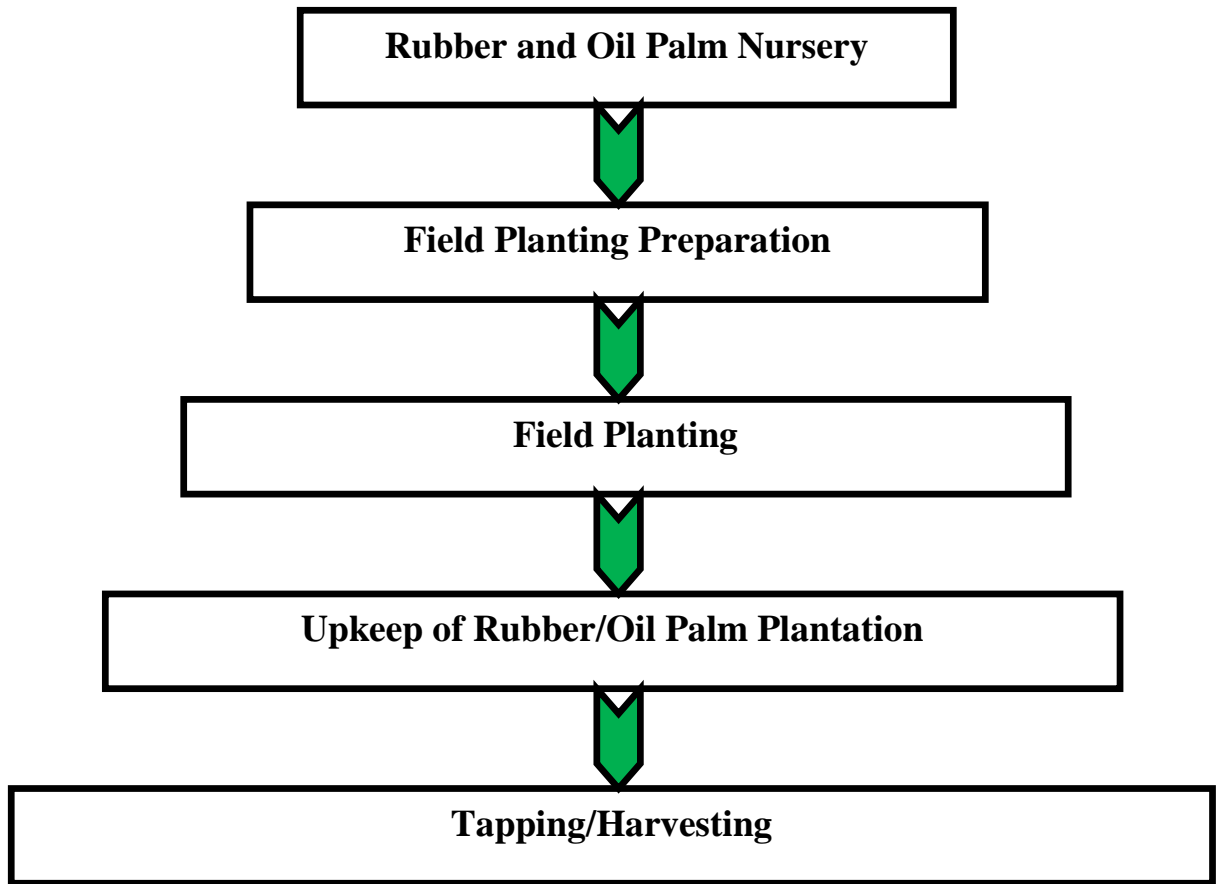 Rubber and Oil Palm Nursery
Field Planting Preparation
Field Planting
Upkeep of Rubber/Oil Palm Plantation
Tapping/Harvesting